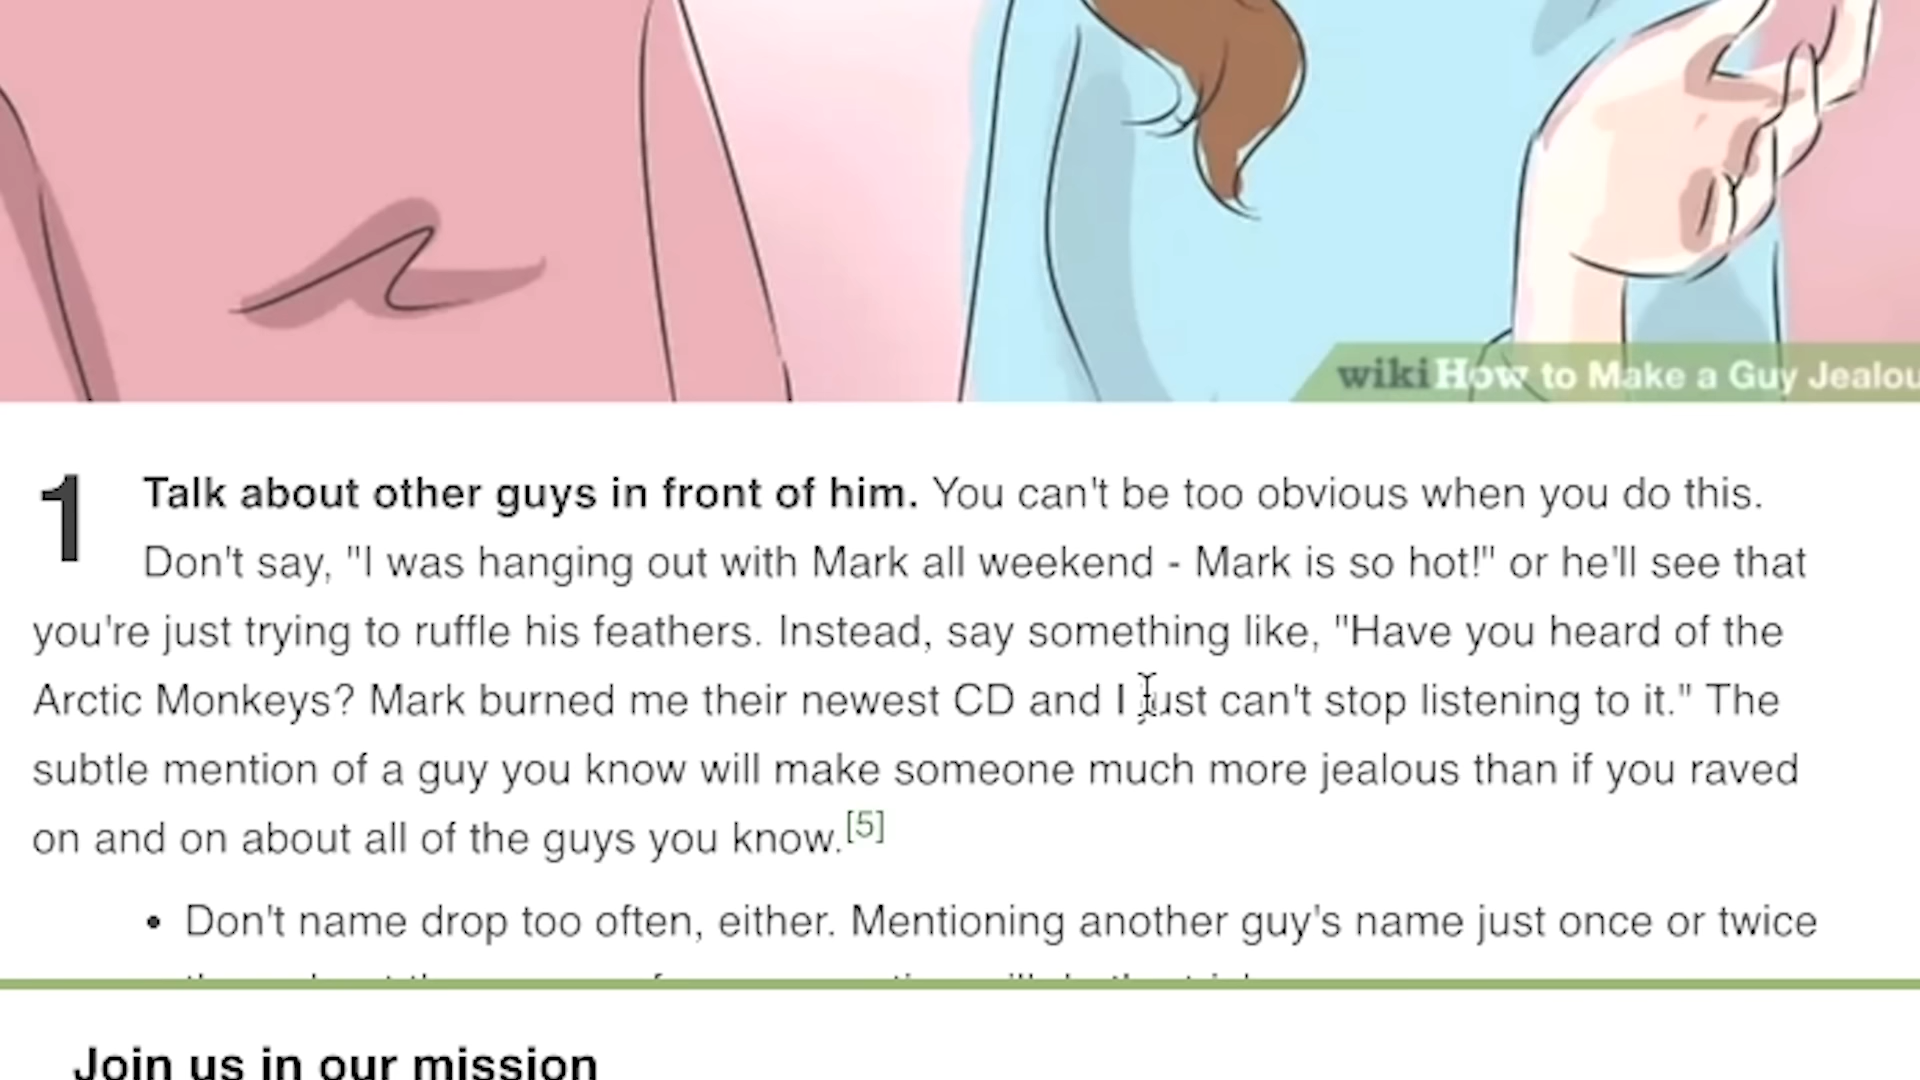 wikiHow to Make a Guy Jealou
1 Talk about other guys in front of him. You can't be too obvious when you do this.
Don't say, "I was hanging out with Mark all weekend - Mark is so hot!" or he'll see that
you're just trying to ruffle his feathers. Instead, say something like, "Have you heard of the
Arctic Monkeys? Mark burned me their newest CD and I just can't stop listening to it." The
subtle mention of a guy you know will make someone much more jealous than if you raved
on and on about all of the guys you know.[5]
• Don't name drop too often, either. Mentioning another guy's name just once or twice
Join us in our mission